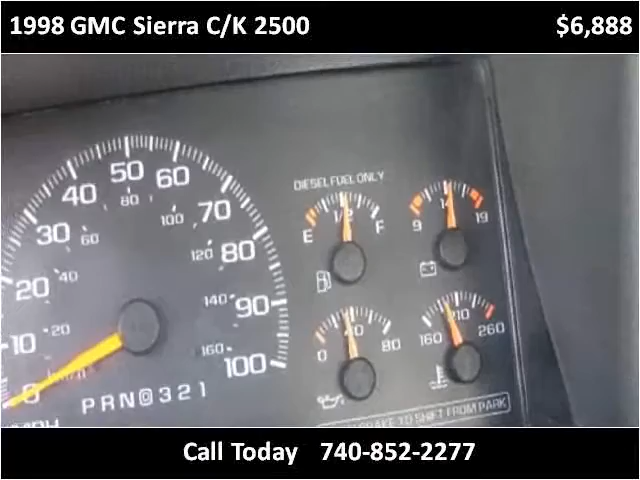 1998 GMC Sierra C/K 2500 $6,888
DIESEL FUEL ONLY
E 1/2 F
9 14 19
0 40 80
160 210 260
0 10 20 30 40 50 60 70 80 90 100
20 40 60 80 100 120 140 160
PRND321
BRAKE TO SHIFT FROM PARK
Call Today 740-852-2277